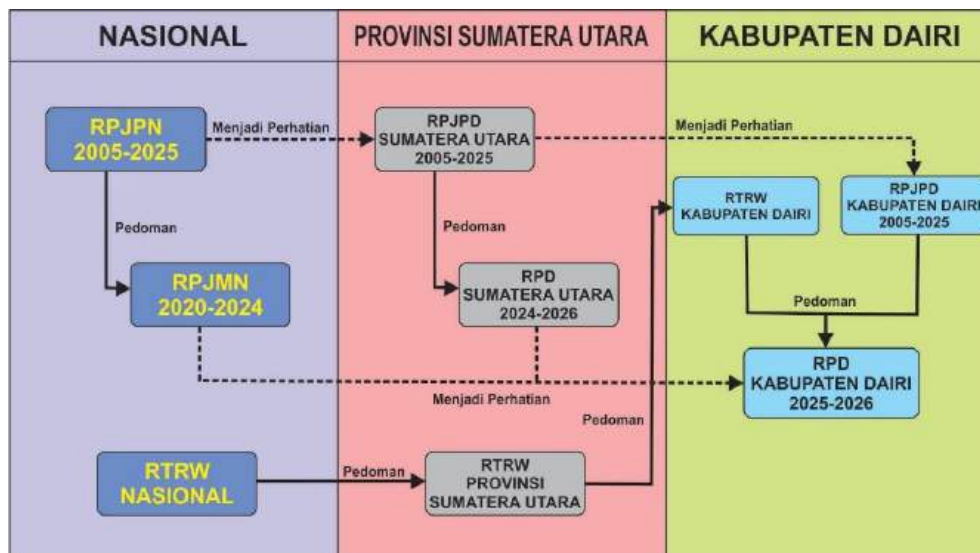 NASIONAL
PROVINSI SUMATERA UTARA
KABUPATEN DAIRI
RPJPN
2005-2025
Menjadi Perhatian
RPJPD
SUMATERA UTARA
2005-2025
Menjadi Perhatian
RTRW
KABUPATEN DAIRI
RPJPD
KABUPATEN DAIRI
2005-2025
Pedoman
Pedoman
RPJMN
2020-2024
RPD
SUMATERA UTARA
2024-2026
Pedoman
RPD
KABUPATEN DAIRI
2025-2026
Menjadi Perhatian
Pedoman
RTRW
NASIONAL
Pedoman
RTRW
PROVINSI
SUMATERA UTARA